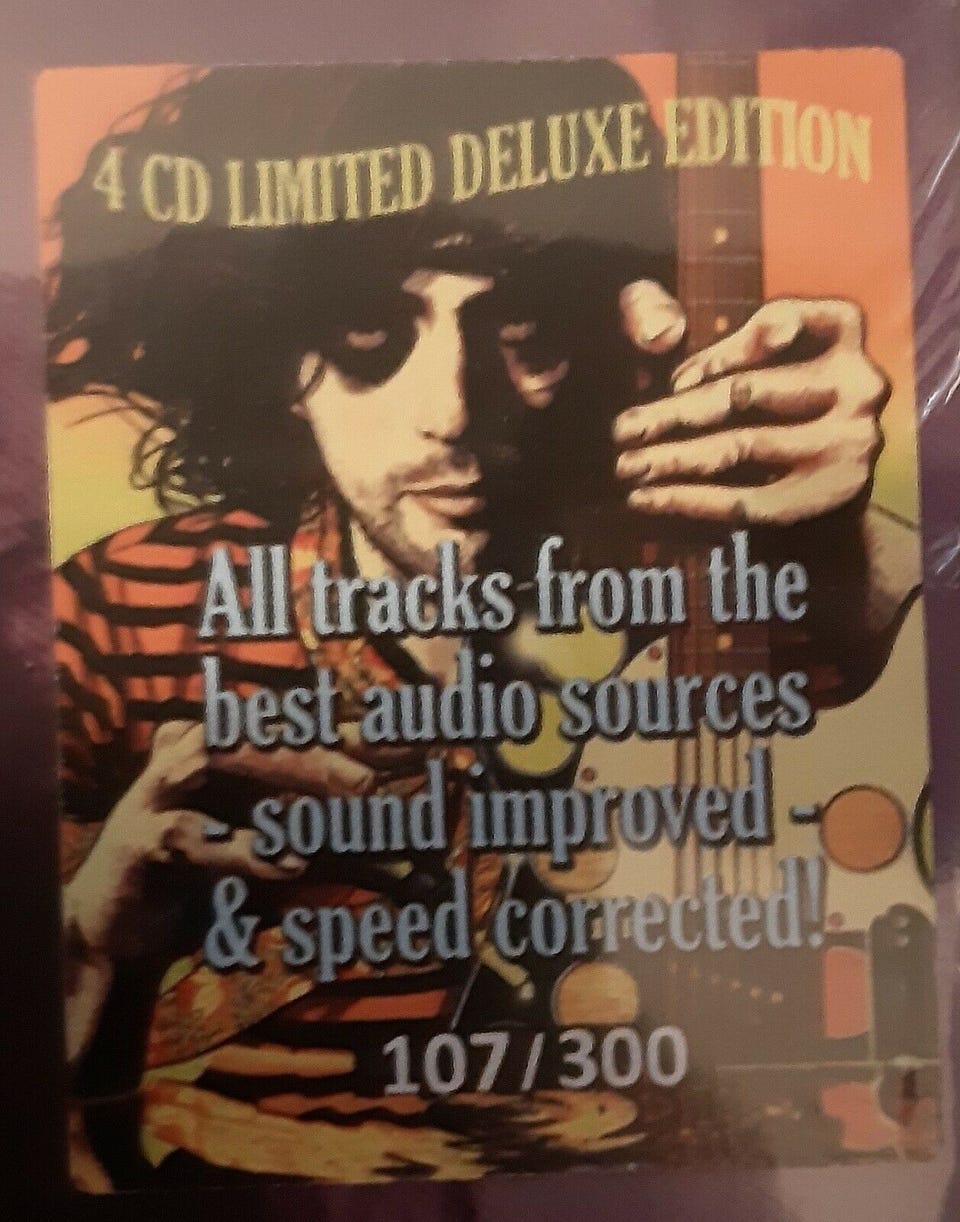 4 CD LIMITED DELUXE EDITION
All tracks from the
best audio sources
- sound improved -
& speed corrected!
107/300